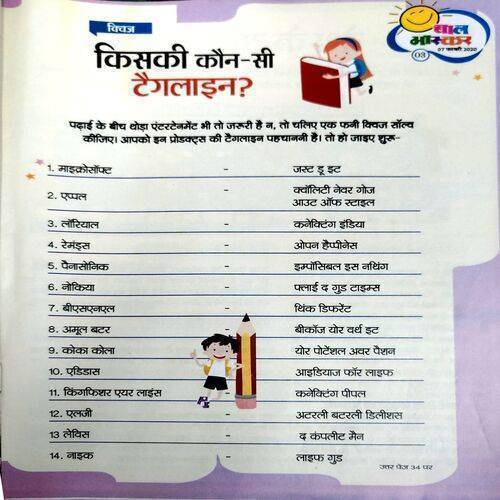 क्विज
किसकी कौन-सी
टैगलाइन?
बाल
भास्कर
07 फरवरी 2020
03
पढ़ाई के बीच थोड़ा एंटरटेनमेंट भी तो जरूरी है न, तो चलिए एक फनी क्विज सॉल्व
कीजिए। आपको इन प्रोडक्ट्स की टैगलाइन पहचाननी है। तो हो जाइए शुरू-
1. माइक्रोसॉफ्ट - जस्ट डू इट
2. एप्पल - क्वॉलिटी नेवर गोज
आउट ऑफ स्टाइल
3. लॉरियाल - कनेक्टिंग इंडिया
4. रेमंड्स - ओपन हैप्पीनेस
5. पैनासोनिक - इम्पॉसिबल इस नथिंग
6. नोकिया - फ्लाई द गुड टाइम्स
7. बीएसएनएल - थिंक डिफरेंट
8. अमूल बटर - बीकॉज योर वर्थ इट
9. कोका कोला - योर पोटेंशल अवर पैशन
10. एडिडास - आइडियाज फॉर लाइफ
11. किंगफिशर एयर लाइंस - कनेक्टिंग पीपल
12. एलजी - अटरली बटरली डिलीशस
13 लेविस - द कंपलीट मैन
14. नाइक - लाइफ गुड
उत्तर पेज 34 पर